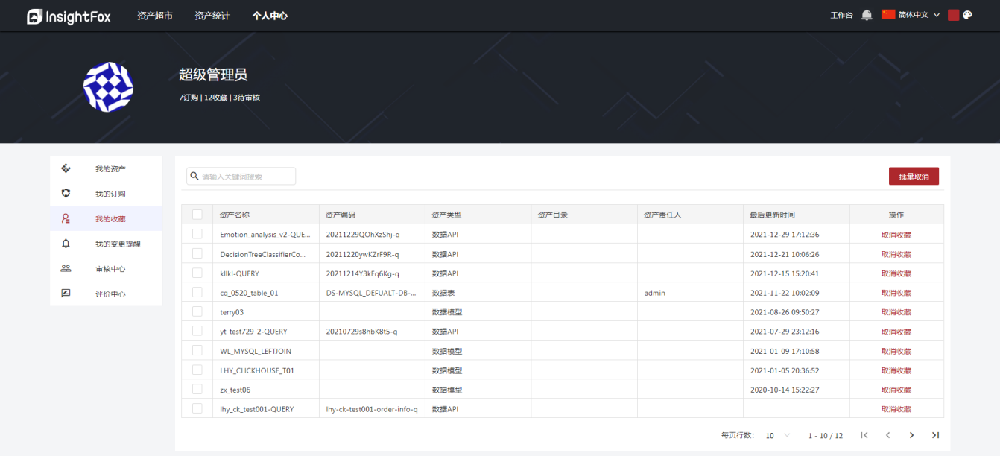 InsightFox 资产超市 资产统计 个人中心 工作台 简体中文
超级管理员
7订购 | 12收藏 | 3待审核
我的资产
我的订购
我的收藏
我的变更提醒
审核中心
评价中心
请输入关键词搜索 批量取消
资产名称 资产编码 资产类型 资产目录 资产责任人 最后更新时间 操作
Emotion_analysis_v2-QUE... 20211229QOhXzShj-q 数据API 2021-12-29 17:12:36 取消收藏
DecisionTreeClassifierCo... 20211220ywKZrF9R-q 数据API 2021-12-21 10:06:26 取消收藏
kllkl-QUERY 20211214Y3kEq6Kg-q 数据API 2021-12-15 15:20:41 取消收藏
cq_0520_table_01 DS-MYSQL_DEFUALT-DB-... 数据表 admin 2021-11-22 10:02:09 取消收藏
terry03 数据模型 2021-08-26 09:50:27 取消收藏
yt_test729_2-QUERY 20210729s8hbK8t5-q 数据API 2021-07-29 23:12:16 取消收藏
WL_MYSQL_LEFTJOIN 数据模型 2021-01-09 17:10:58 取消收藏
LHY_CLICKHOUSE_T01 数据模型 2021-01-05 20:36:52 取消收藏
zx_test06 数据模型 2020-10-14 15:22:27 取消收藏
lhy_ck_test001-QUERY lhy-ck-test001-order-info-q 数据API 取消收藏
每页行数: 10 1 - 10 / 12